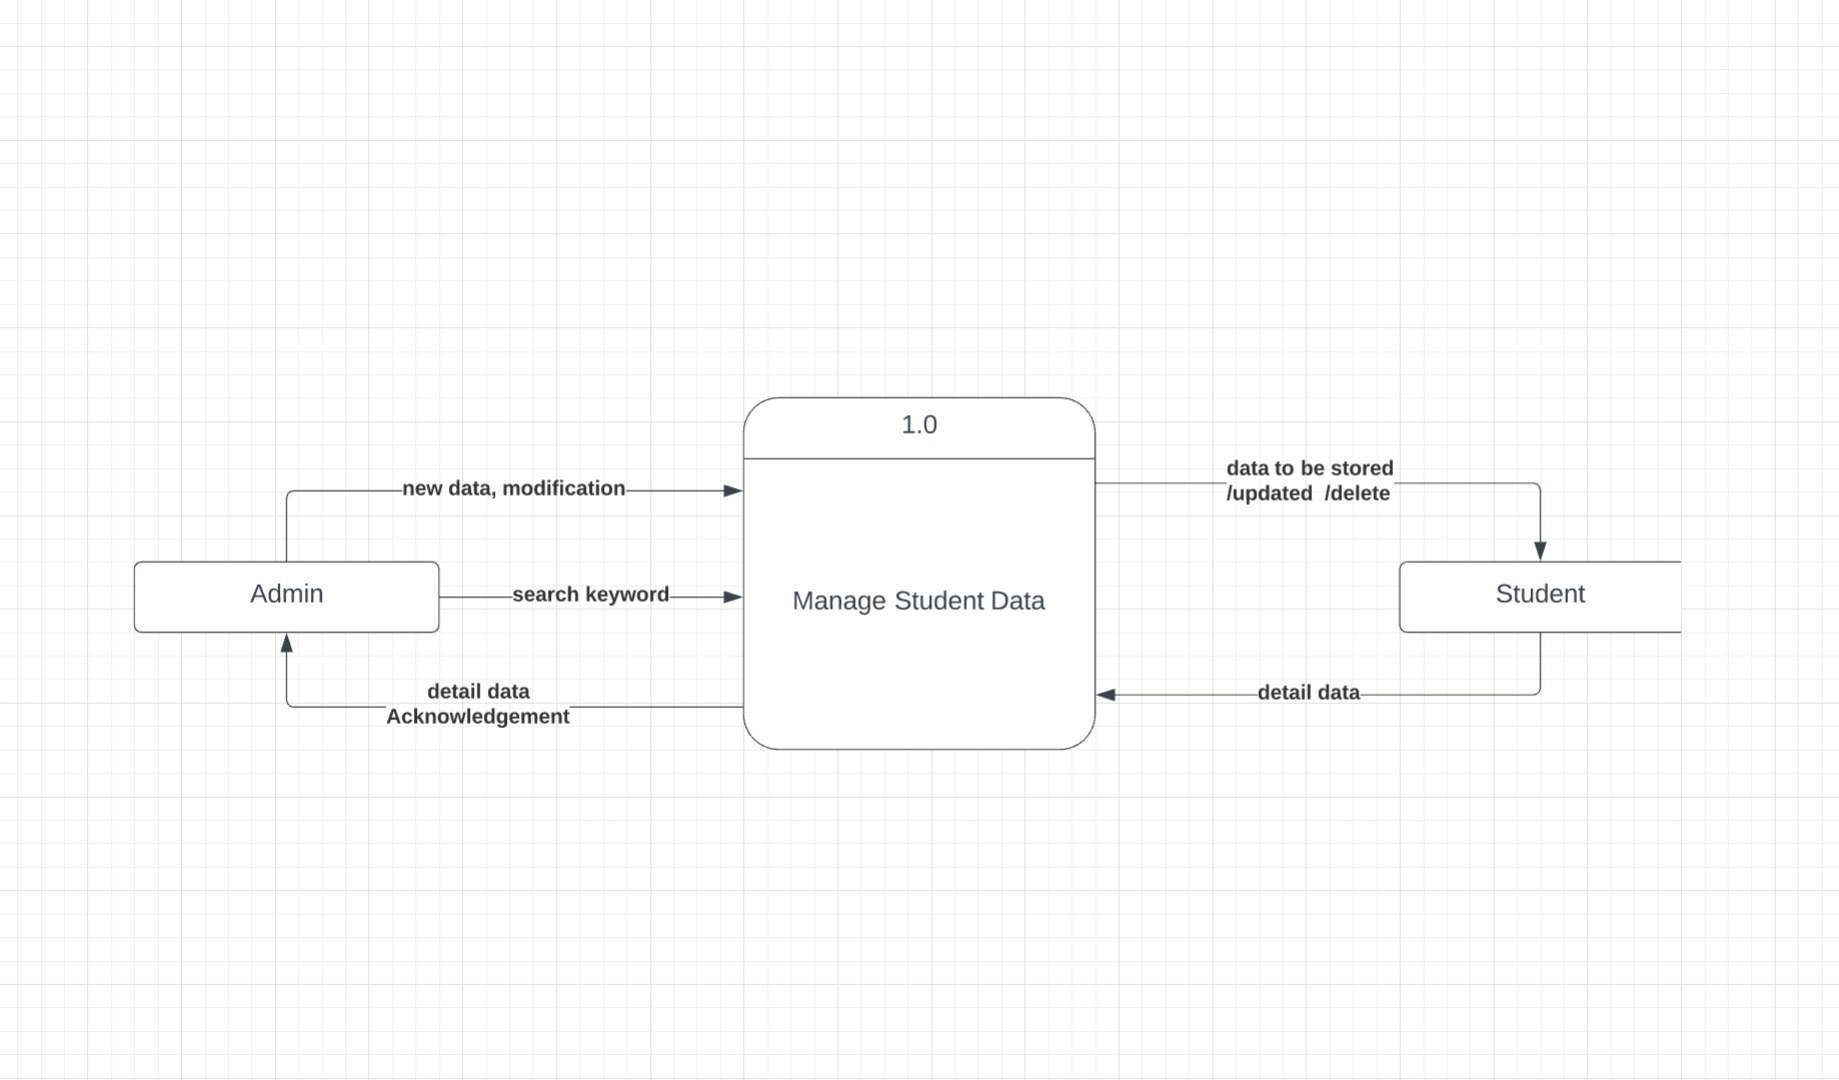 1.0
new data, modification
data to be stored
/updated  /delete
Admin
search keyword
Manage Student Data
Student
detail data
Acknowledgement
detail data